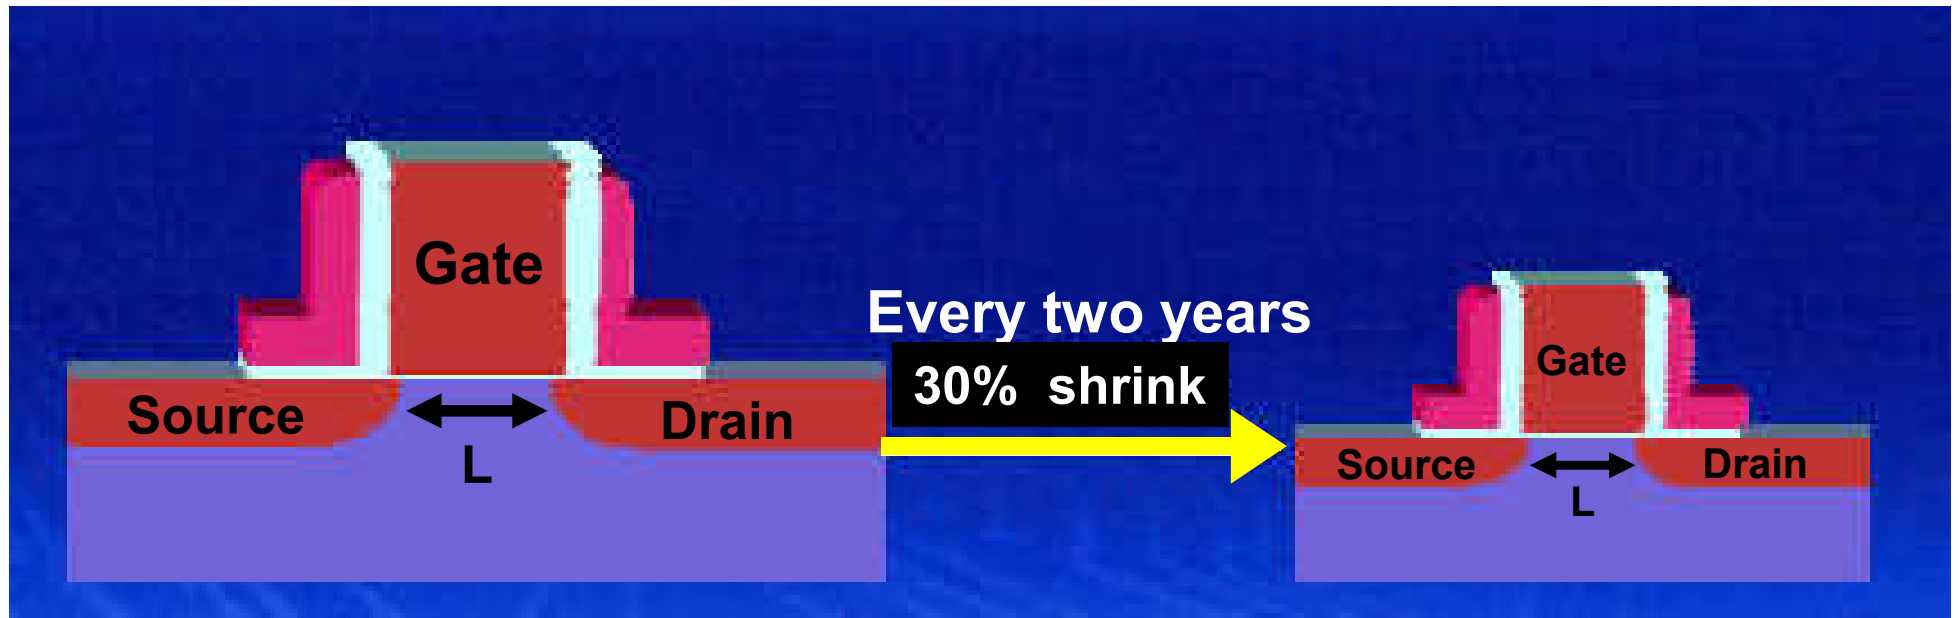 Gate
Source
Drain
L
Every two years
30% shrink
Gate
Source
Drain
L